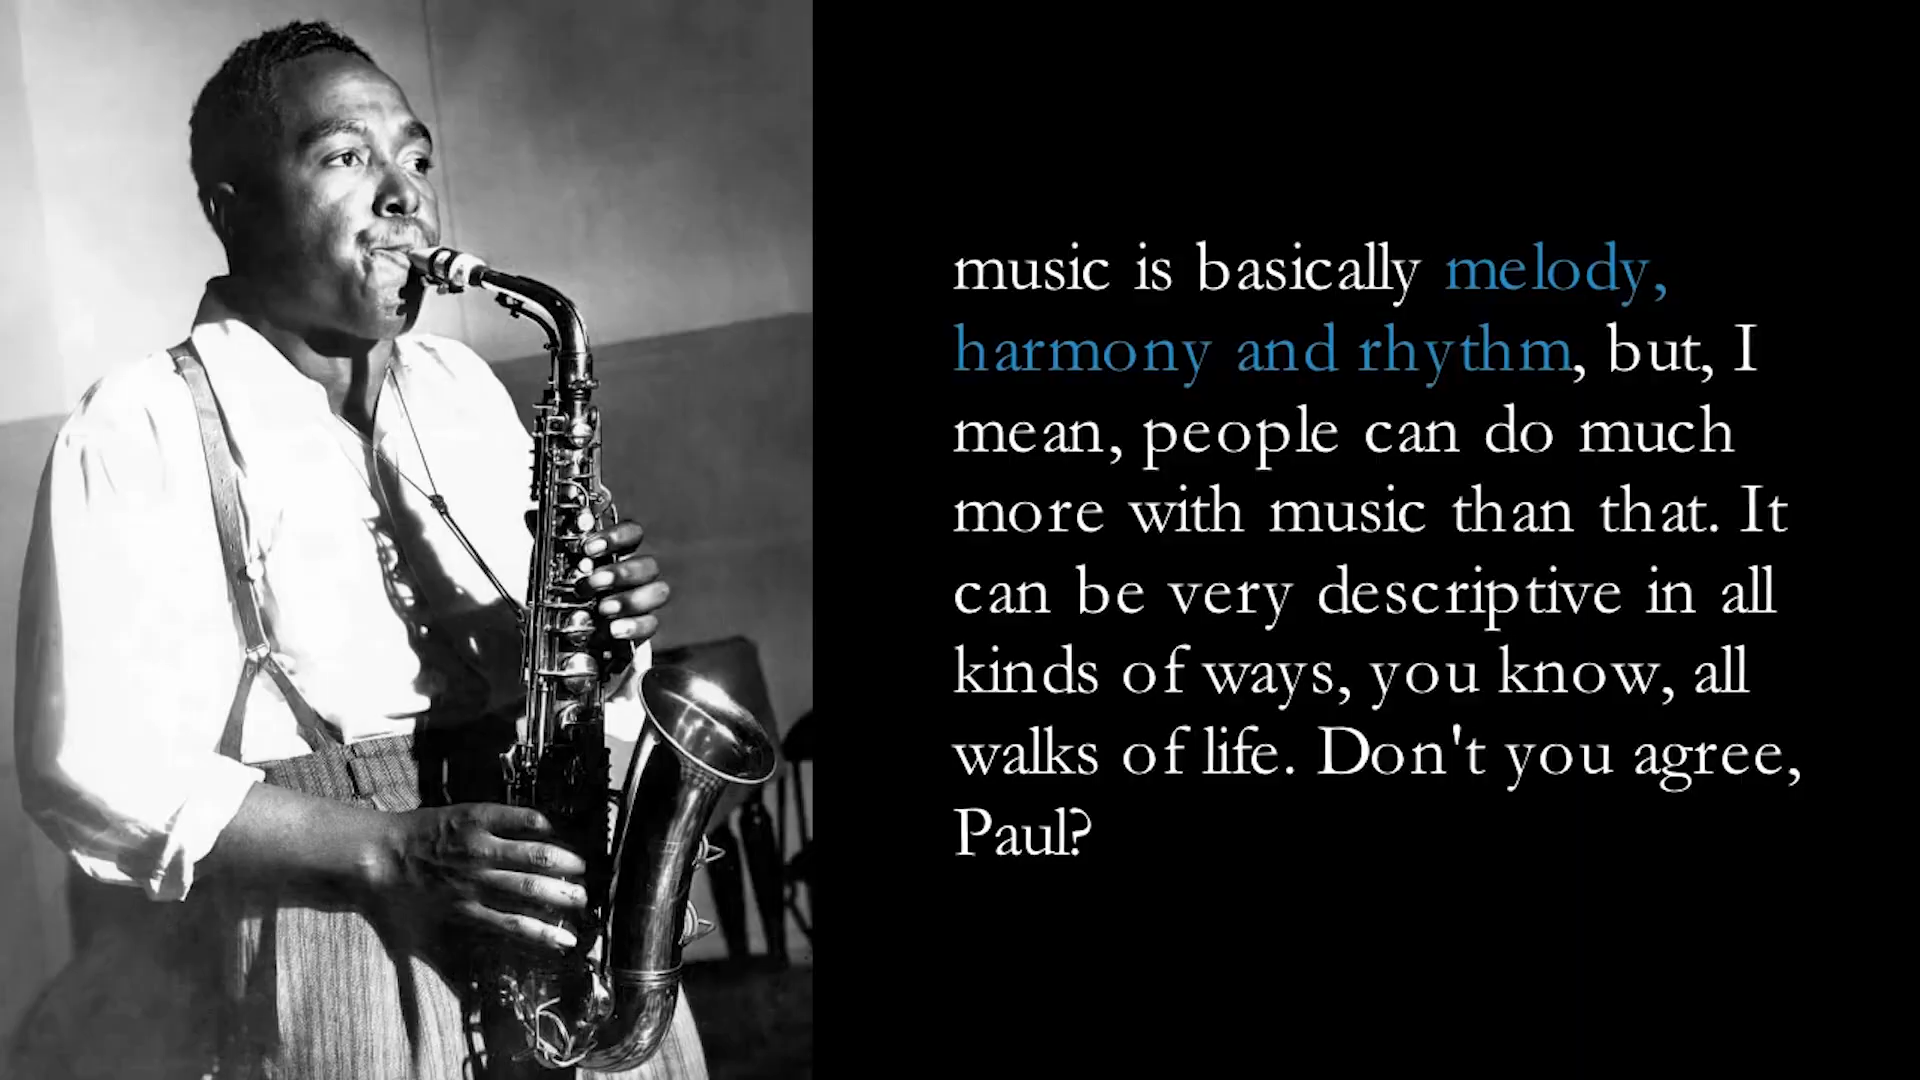 music is basically melody,
harmony and rhythm, but, I
mean, people can do much
more with music than that. It
can be very descriptive in all
kinds of ways, you know, all
walks of life. Don't you agree,
Paul?